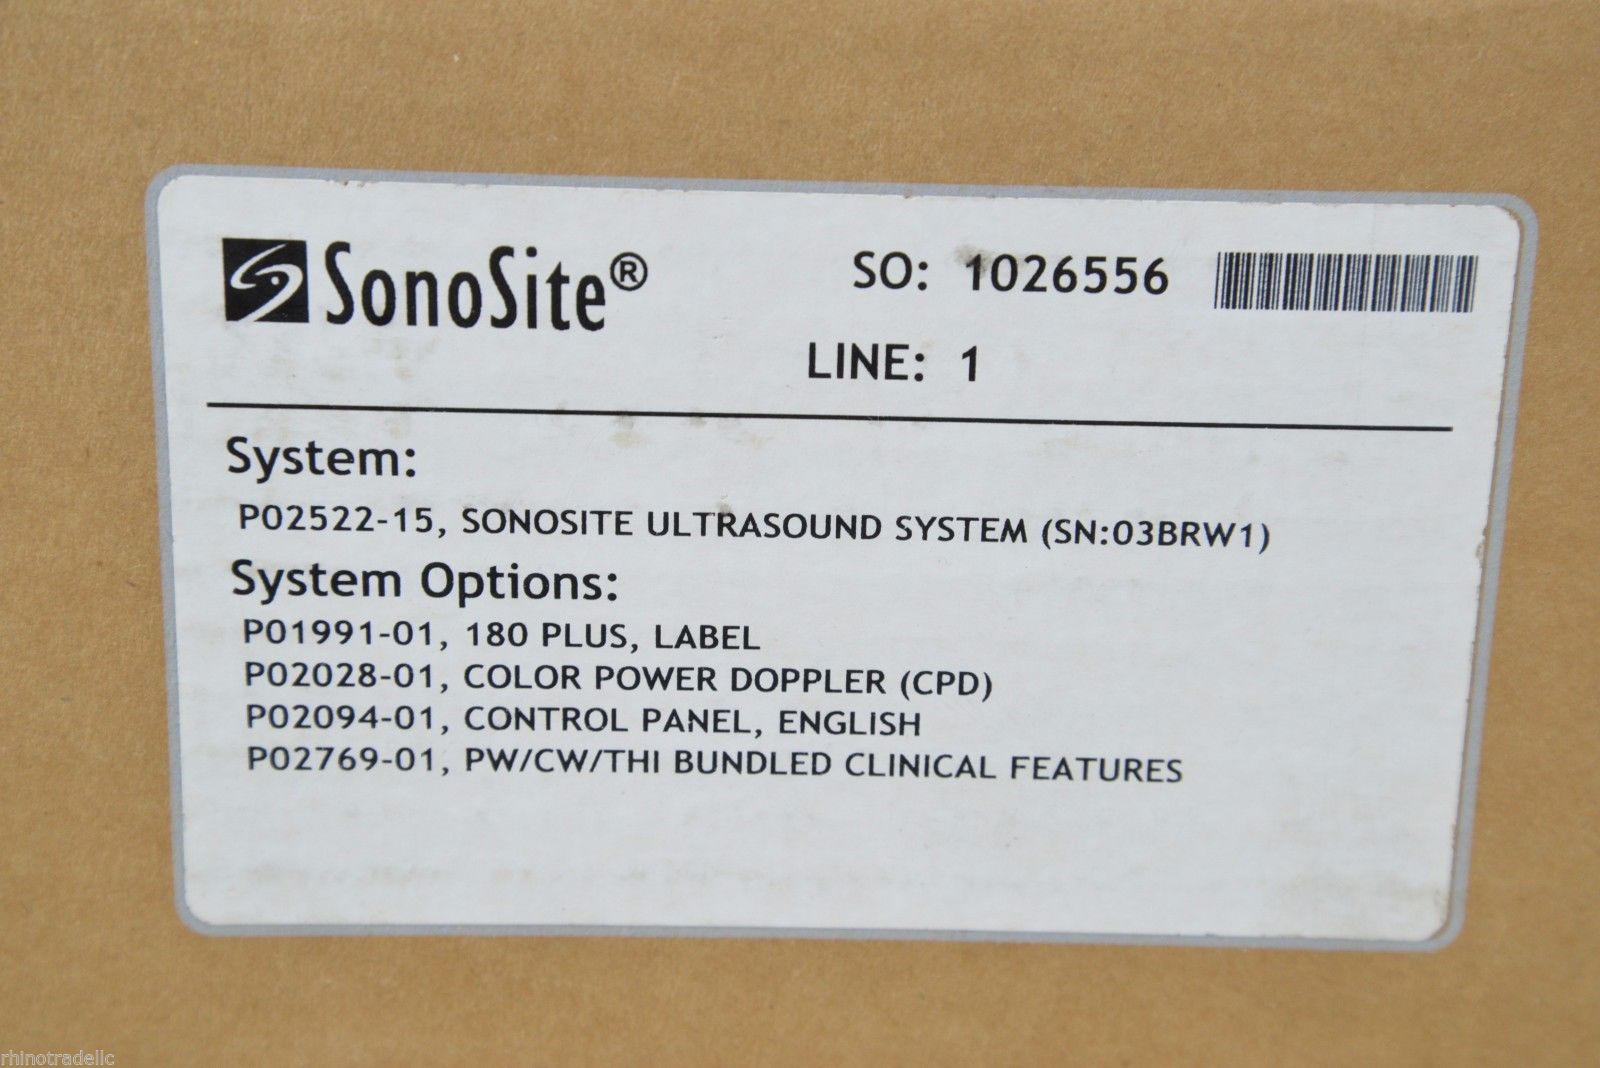 SonoSite®
SO: 1026556
LINE: 1
System:
P02522-15, SONOSITE ULTRASOUND SYSTEM (SN:03BRW1)
System Options:
P01991-01, 180 PLUS, LABEL
P02028-01, COLOR POWER DOPPLER (CPD)
P02094-01, CONTROL PANEL, ENGLISH
P02769-01, PW/CW/THI BUNDLED CLINICAL FEATURES
rhinotradellc